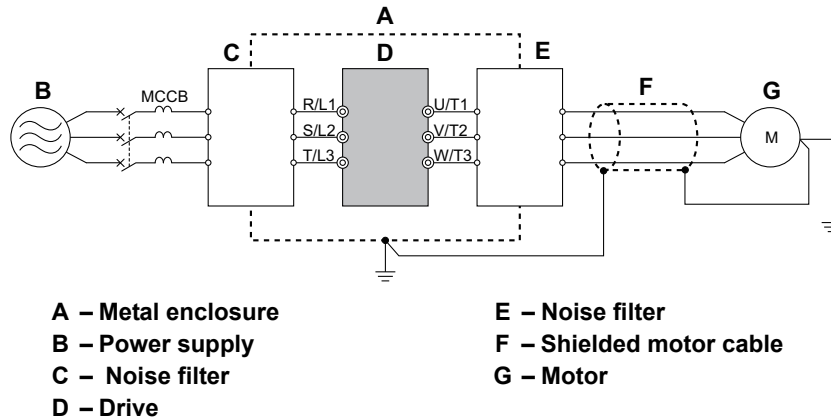 A
B
C
D
E
F
G
MCCB
R/L1
U/T1
S/L2
V/T2
M
T/L3
W/T3
A – Metal enclosure
B – Power supply
C – Noise filter
D – Drive
E – Noise filter
F – Shielded motor cable
G – Motor